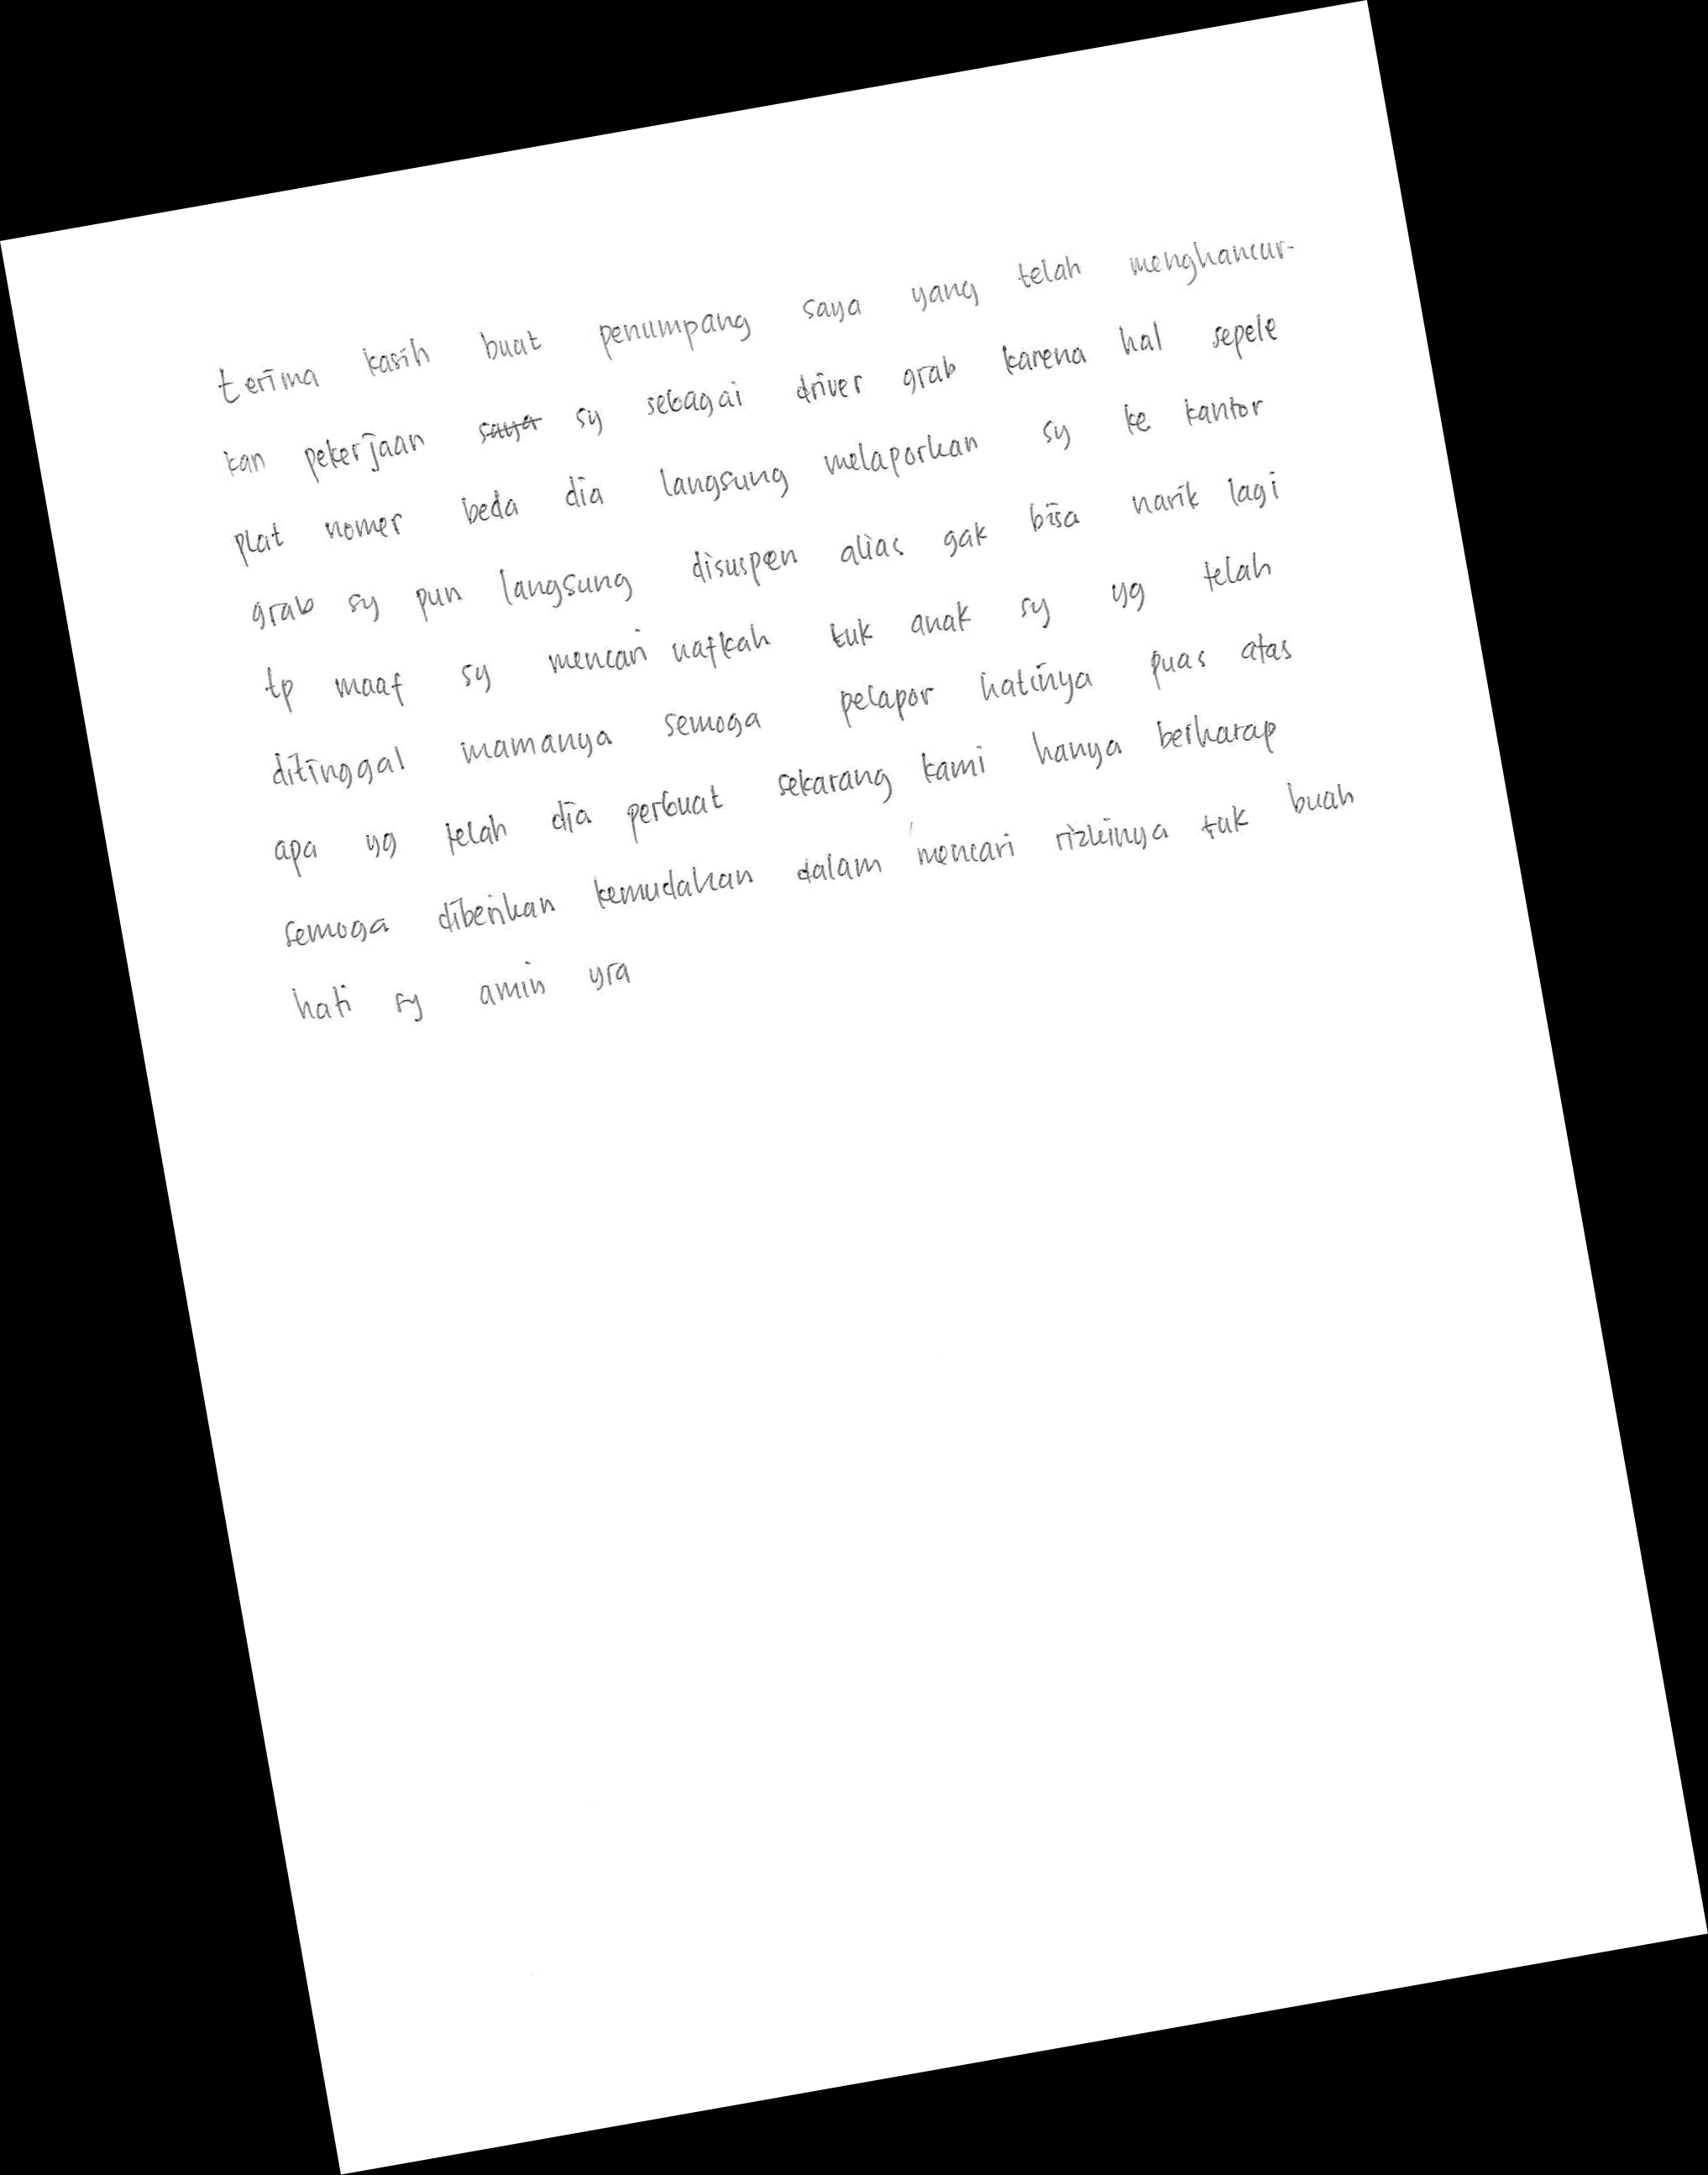 terima kasih buat penumpang saya yang telah menghancur-
kan pekerjaan saya sy sebagai driver grab karena hal sepele
plat nomer beda dia langsung melaporkan sy ke kantor
grab sy pun langsung disuspen alias gak bisa narik lagi
tp maaf sy mencari nafkah tuk anak sy yg telah
ditinggal mamanya semoga pelapor hatinya puas atas
apa yg telah dia perbuat sekarang kami hanya berharap
semoga diberikan kemudahan dalam mencari rizkinya tuk buah
hati sy amin yra